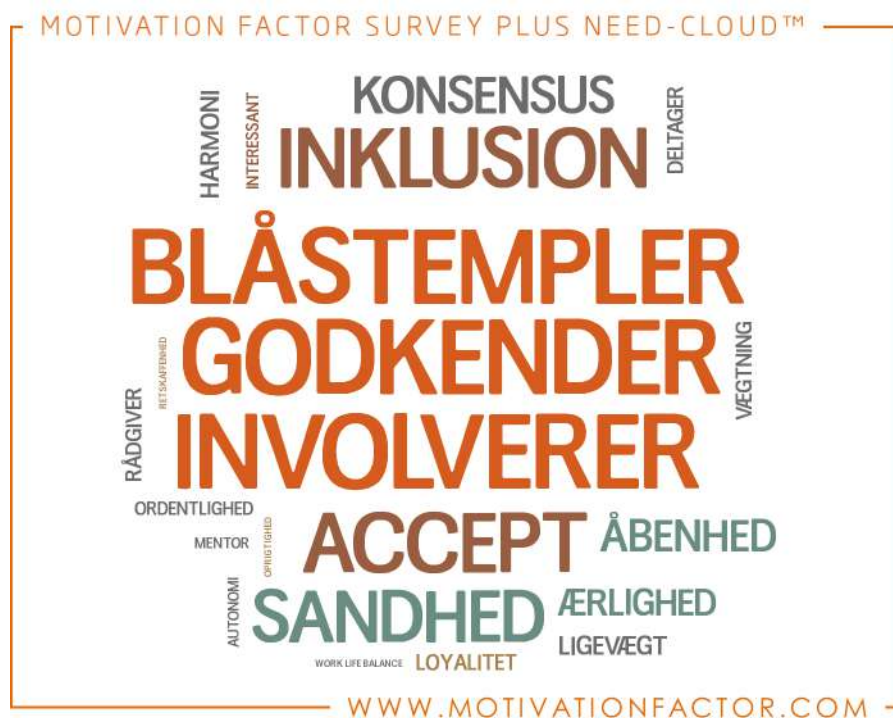 MOTIVATION FACTOR SURVEY PLUS NEED-CLOUD™
HARMONI
INTERESSANT
KONSENSUS
INKLUSION
DELTAGER
BLÅSTEMPLER
GODKENDER
INVOLVERER
RETSKAFFENHED
VÆGTNING
RÅDGIVER
ORDENTLIGHED
MENTOR
OPRIGTIGHED
ACCEPT
ÅBENHED
AUTONOMI
SANDHED
ÆRLIGHED
LIGEVÆGT
WORK LIFE BALANCE
LOYALITET
WWW.MOTIVATIONFACTOR.COM